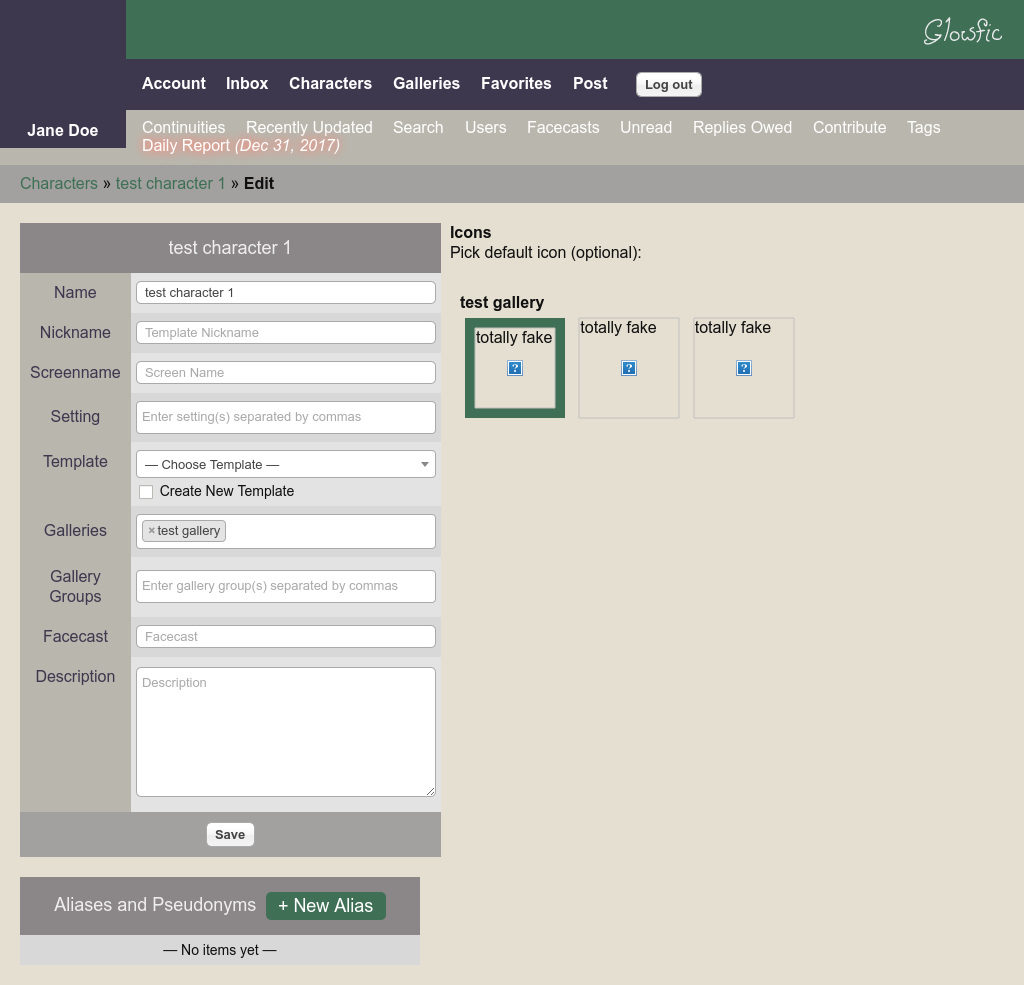 Glowfic
Account Inbox Characters Galleries Favorites Post Log out
Jane Doe
Continuities Recently Updated Search Users Facecasts Unread Replies Owed Contribute Tags
Daily Report (Dec 31, 2017)
Characters » test character 1 » Edit
test character 1
Name test character 1
Nickname Template Nickname
Screenname Screen Name
Setting Enter setting(s) separated by commas
Template — Choose Template —
Create New Template
Galleries × test gallery
Gallery
Groups
Enter gallery group(s) separated by commas
Facecast Facecast
Description Description
Save
Icons
Pick default icon (optional):
test gallery
totally fake totally fake totally fake
? ? ?
Aliases and Pseudonyms + New Alias
— No items yet —